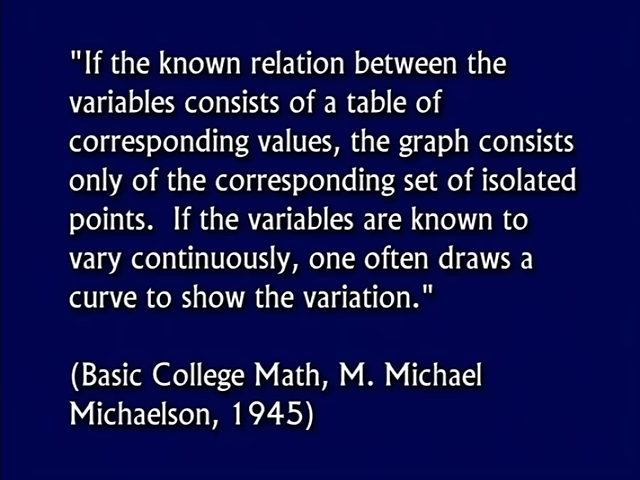 "If the known relation between the
variables consists of a table of
corresponding values, the graph consists
only of the corresponding set of isolated
points.  If the variables are known to
vary continuously, one often draws a
curve to show the variation."
(Basic College Math, M. Michael
Michaelson, 1945)